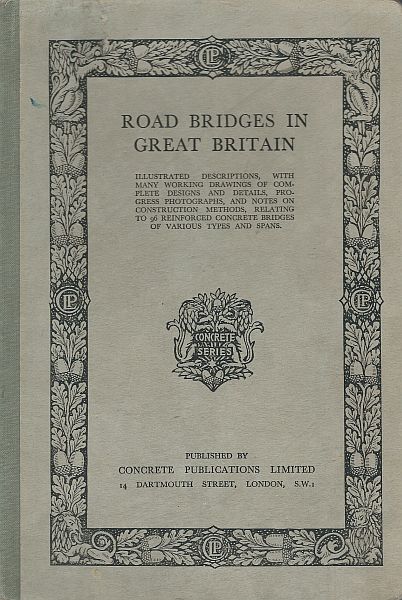 ROAD BRIDGES IN
GREAT BRITAIN
ILLUSTRATED DESCRIPTIONS, WITH
MANY WORKING DRAWINGS OF COM-
PLETE DESIGNS AND DETAILS, PRO-
GRESS PHOTOGRAPHS, AND NOTES ON
CONSTRUCTION METHODS, RELATING
TO 96 REINFORCED CONCRETE BRIDGES
OF VARIOUS TYPES AND SPANS.
CONCRETE
SERIES
PUBLISHED BY
CONCRETE PUBLICATIONS LIMITED
14 DARTMOUTH STREET, LONDON, S.W.1